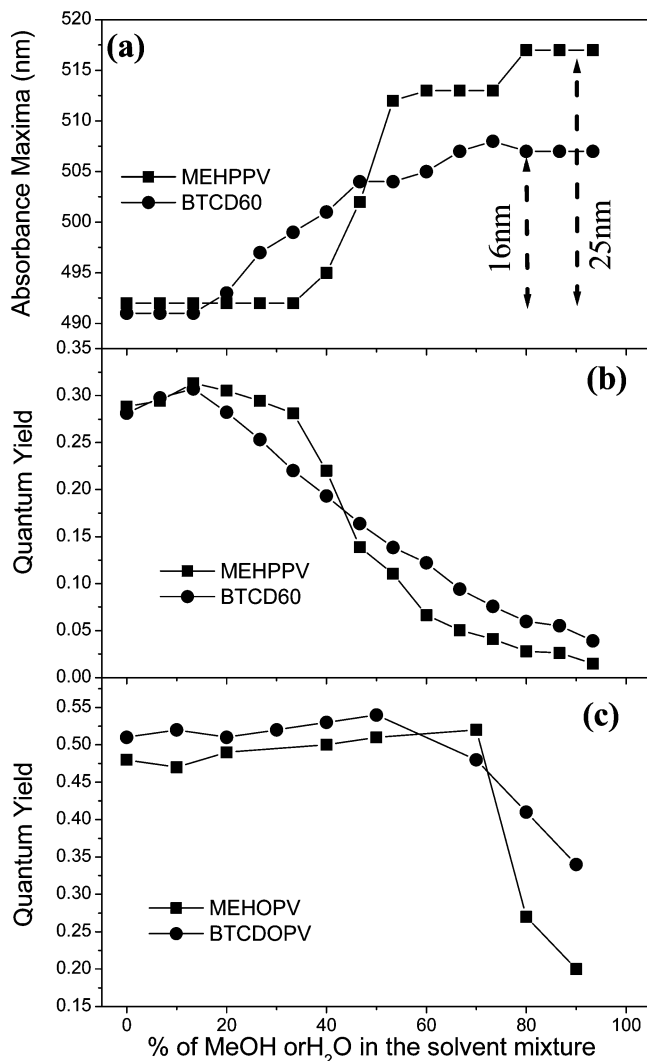 520
(a)
515
510
505
500
495
490
Absorbance Maxima (nm)
MEHPPV
BTCD60
16nm
25nm
0.35
(b)
0.30
0.25
0.20
0.15
0.10
0.05
0.00
Quantum Yield
MEHPPV
BTCD60
0.55
(c)
0.50
0.45
0.40
0.35
0.30
0.25
0.20
0.15
Quantum Yield
MEHOPV
BTCDOPV
0 20 40 60 80 100
% of MeOH orH₂O in the solvent mixture